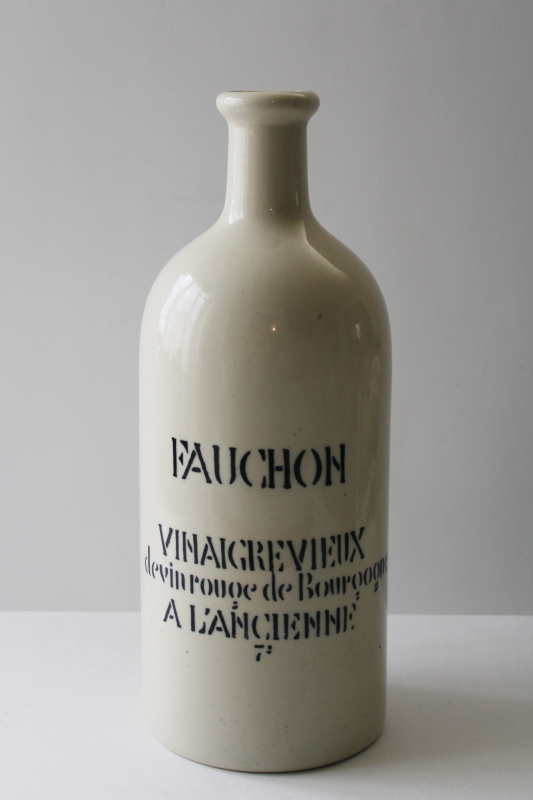 FAUCHON
VINAIGRE VIEUX
de vin rouge de Bourgogne
A L'ANCIENNE
7°